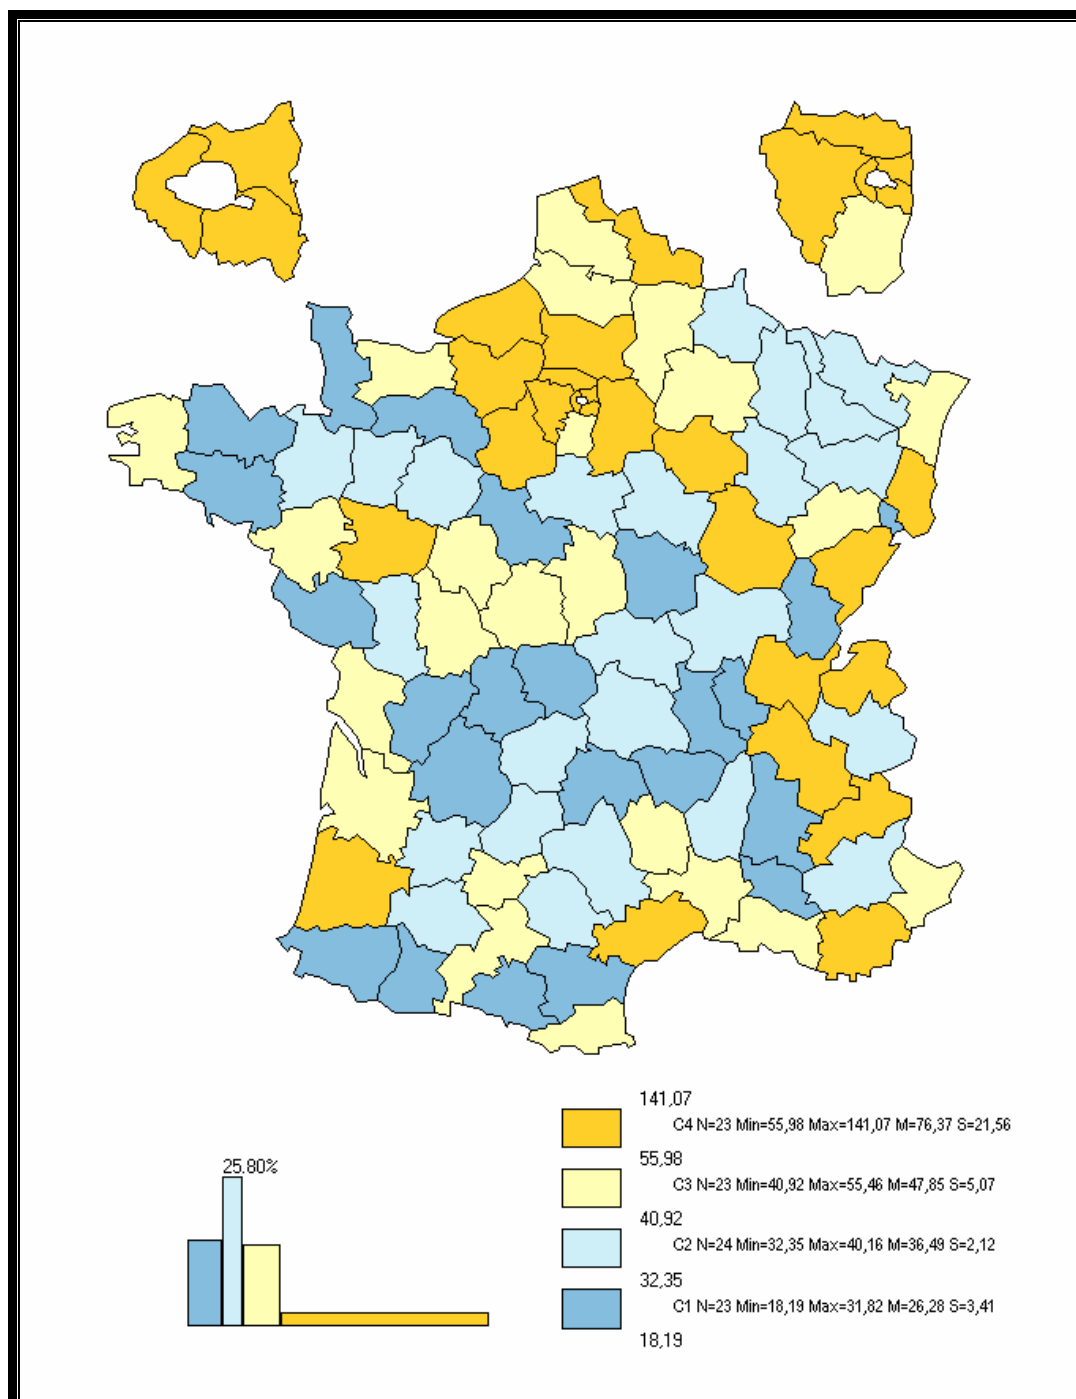 141,07
C4 N=23 Min=55,98 Max=141,07 M=76,37 S=21,56
55,98
C3 N=23 Min=40,92 Max=55,46 M=47,85 S=5,07
40,92
C2 N=24 Min=32,35 Max=40,16 M=36,49 S=2,12
32,35
C1 N=23 Min=18,19 Max=31,82 M=26,28 S=3,41
18,19
25.80%